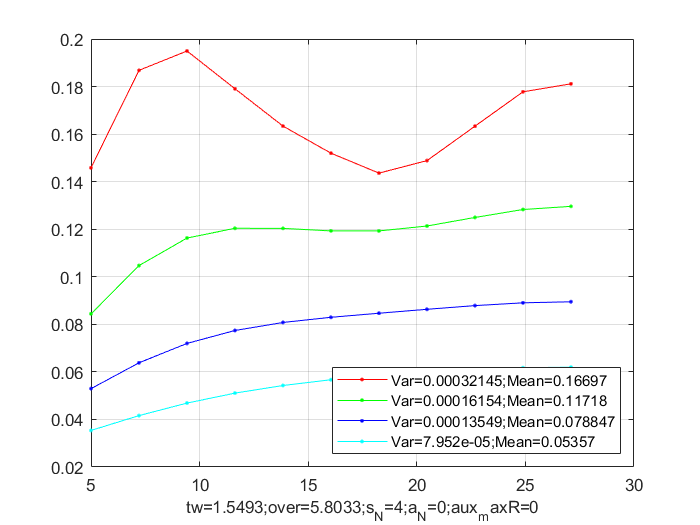 0.2
0.18
0.16
0.14
0.12
0.1
0.08
0.06
0.04
0.02
Var=0.00032145;Mean=0.16697
Var=0.00016154;Mean=0.11718
Var=0.00013549;Mean=0.078847
Var=7.952e-05;Mean=0.05357
5 10 15 20 25 30
tw=1.5493;over=5.8033;s_N=4;a_N=0;aux_maxR=0